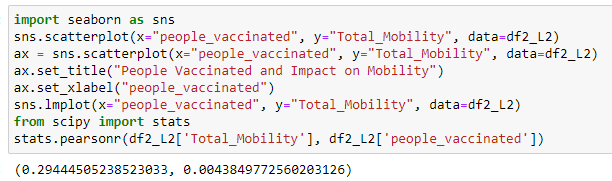 import seaborn as sns
sns.scatterplot(x="people_vaccinated", y="Total_Mobility", data=df2_L2)
ax = sns.scatterplot(x="people_vaccinated", y="Total_Mobility", data=df2_L2)
ax.set_title("People Vaccinated and Impact on Mobility")
ax.set_xlabel("people_vaccinated")
sns.lmplot(x="people_vaccinated", y="Total_Mobility", data=df2_L2)
from scipy import stats
stats.pearsonr(df2_L2['Total_Mobility'], df2_L2['people_vaccinated'])
(0.29444505238523033, 0.0043849772560203126)